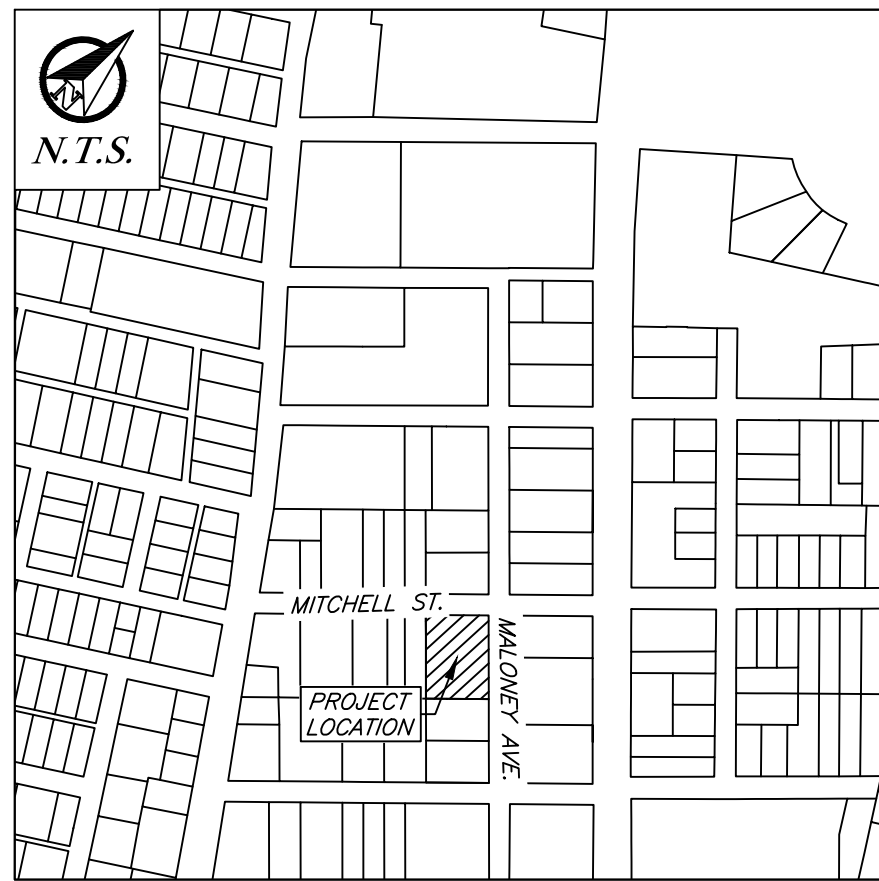 N
N.T.S.
MITCHELL ST.
MALONEY AVE.
PROJECT
LOCATION